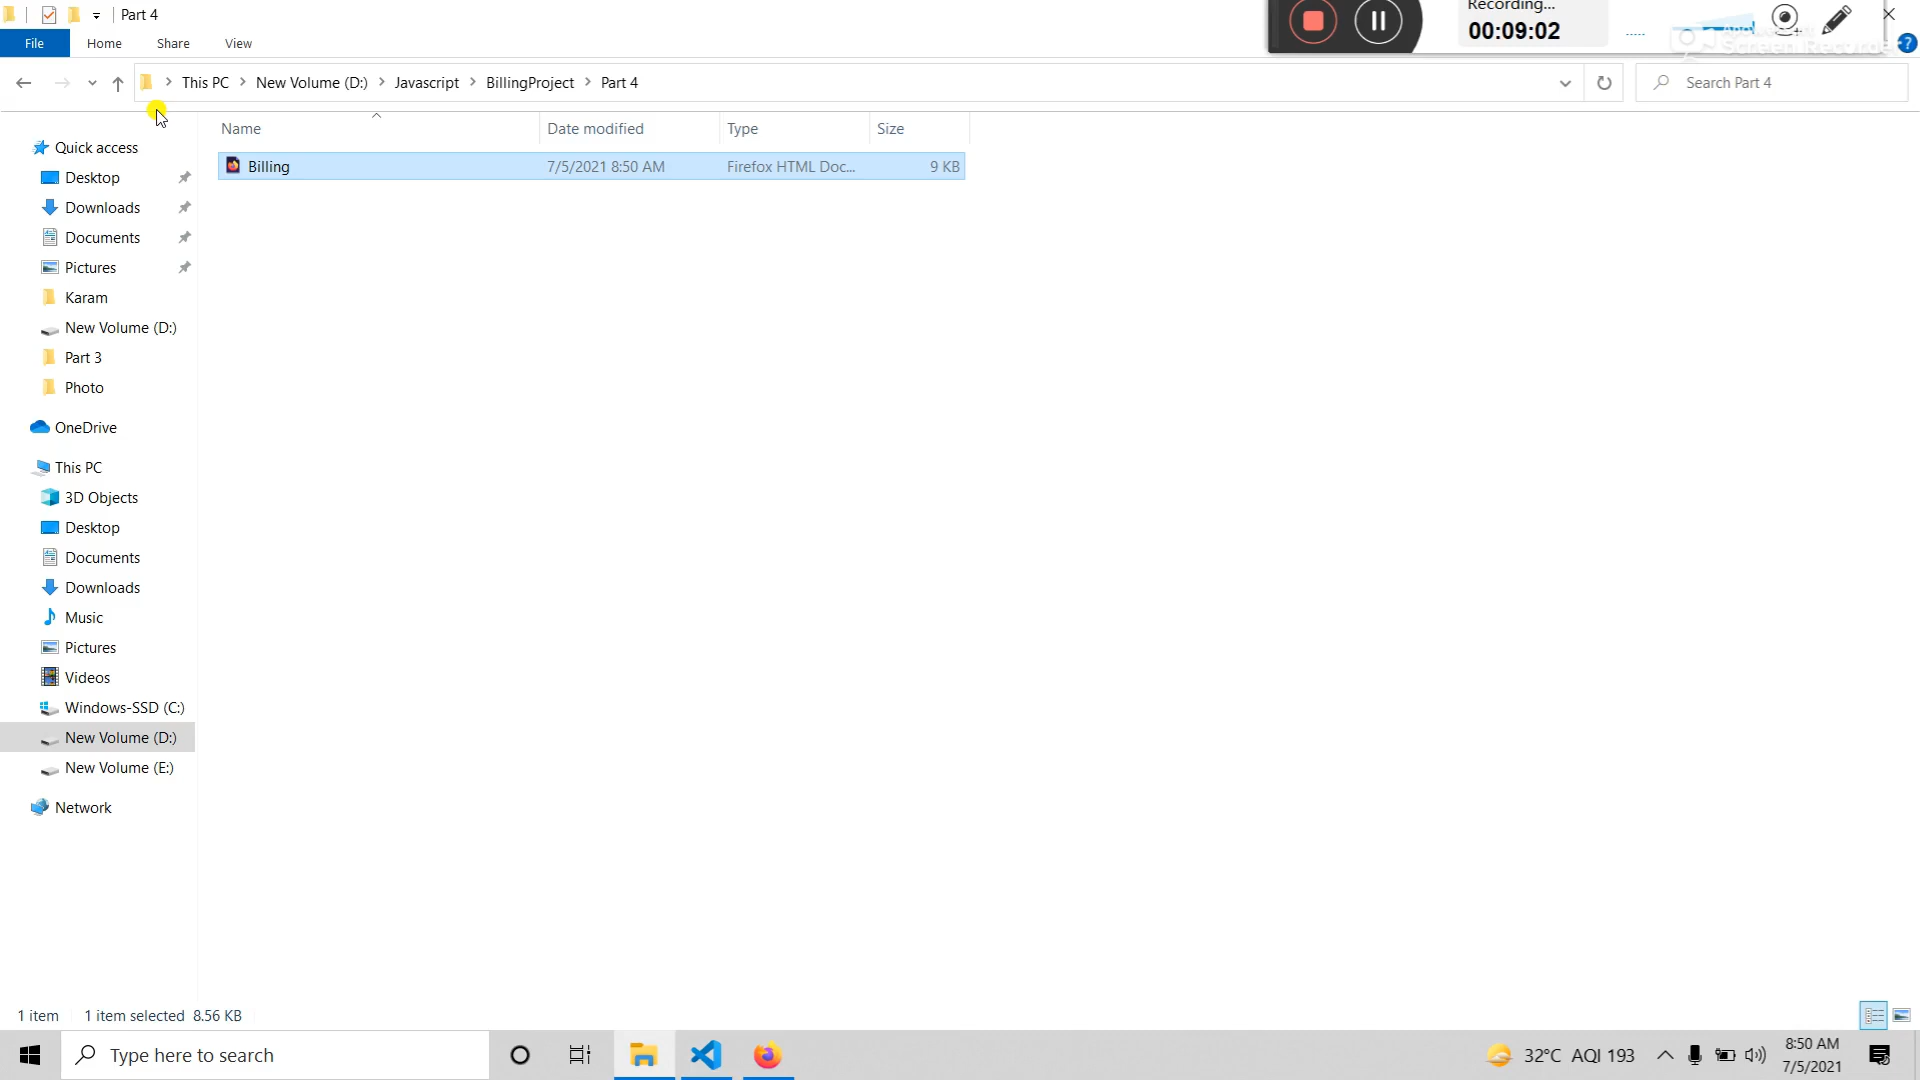 Part 4
Recording...
00:09:02
Screen Recorder
File Home Share View
This PC New Volume (D:) Javascript BillingProject Part 4
Search Part 4
Name Date modified Type Size
Quick access
Billing 7/5/2021 8:50 AM Firefox HTML Doc... 9 KB
Desktop
Downloads
Documents
Pictures
Karam
New Volume (D:)
Part 3
Photo
OneDrive
This PC
3D Objects
Desktop
Documents
Downloads
Music
Pictures
Videos
Windows-SSD (C:)
New Volume (D:)
New Volume (E:)
Network
1 item 1 item selected 8.56 KB
Type here to search
32°C AQI 193
8:50 AM
7/5/2021